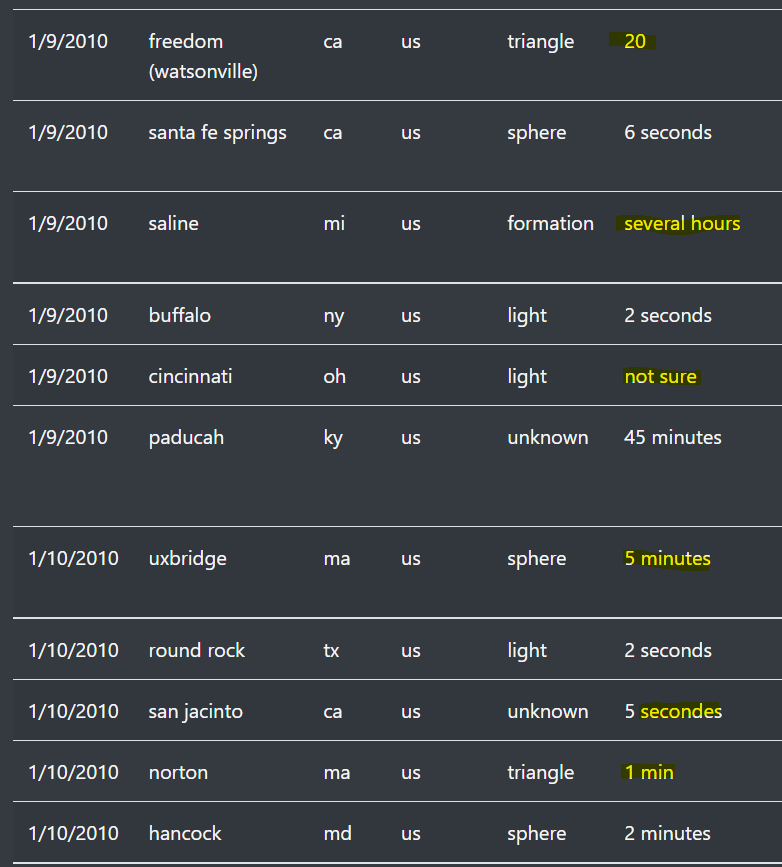 1/9/2010 freedom ca us triangle 20
(watsonville)
1/9/2010 santa fe springs ca us sphere 6 seconds
1/9/2010 saline mi us formation several hours
1/9/2010 buffalo ny us light 2 seconds
1/9/2010 cincinnati oh us light not sure
1/9/2010 paducah ky us unknown 45 minutes
1/10/2010 uxbridge ma us sphere 5 minutes
1/10/2010 round rock tx us light 2 seconds
1/10/2010 san jacinto ca us unknown 5 secondes
1/10/2010 norton ma us triangle 1 min
1/10/2010 hancock md us sphere 2 minutes